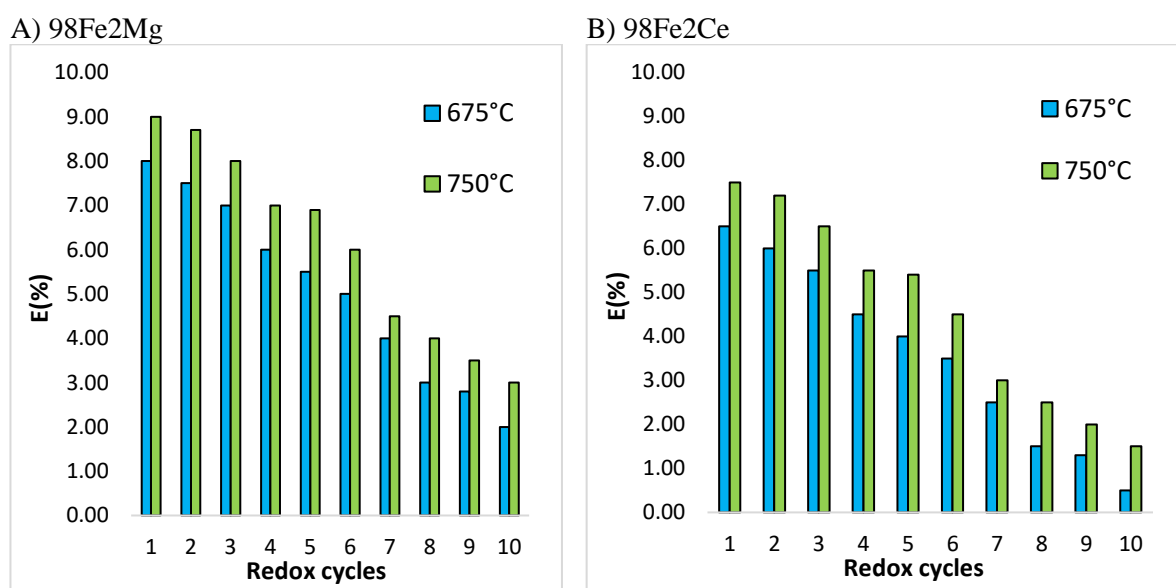 A) 98Fe2Mg
10.00
9.00
8.00
7.00
6.00
5.00
4.00
3.00
2.00
1.00
0.00
E(%)
675°C
750°C
1 2 3 4 5 6 7 8 9 10
Redox cycles
B) 98Fe2Ce
10.00
9.00
8.00
7.00
6.00
5.00
4.00
3.00
2.00
1.00
0.00
E(%)
675°C
750°C
1 2 3 4 5 6 7 8 9 10
Redox cycles